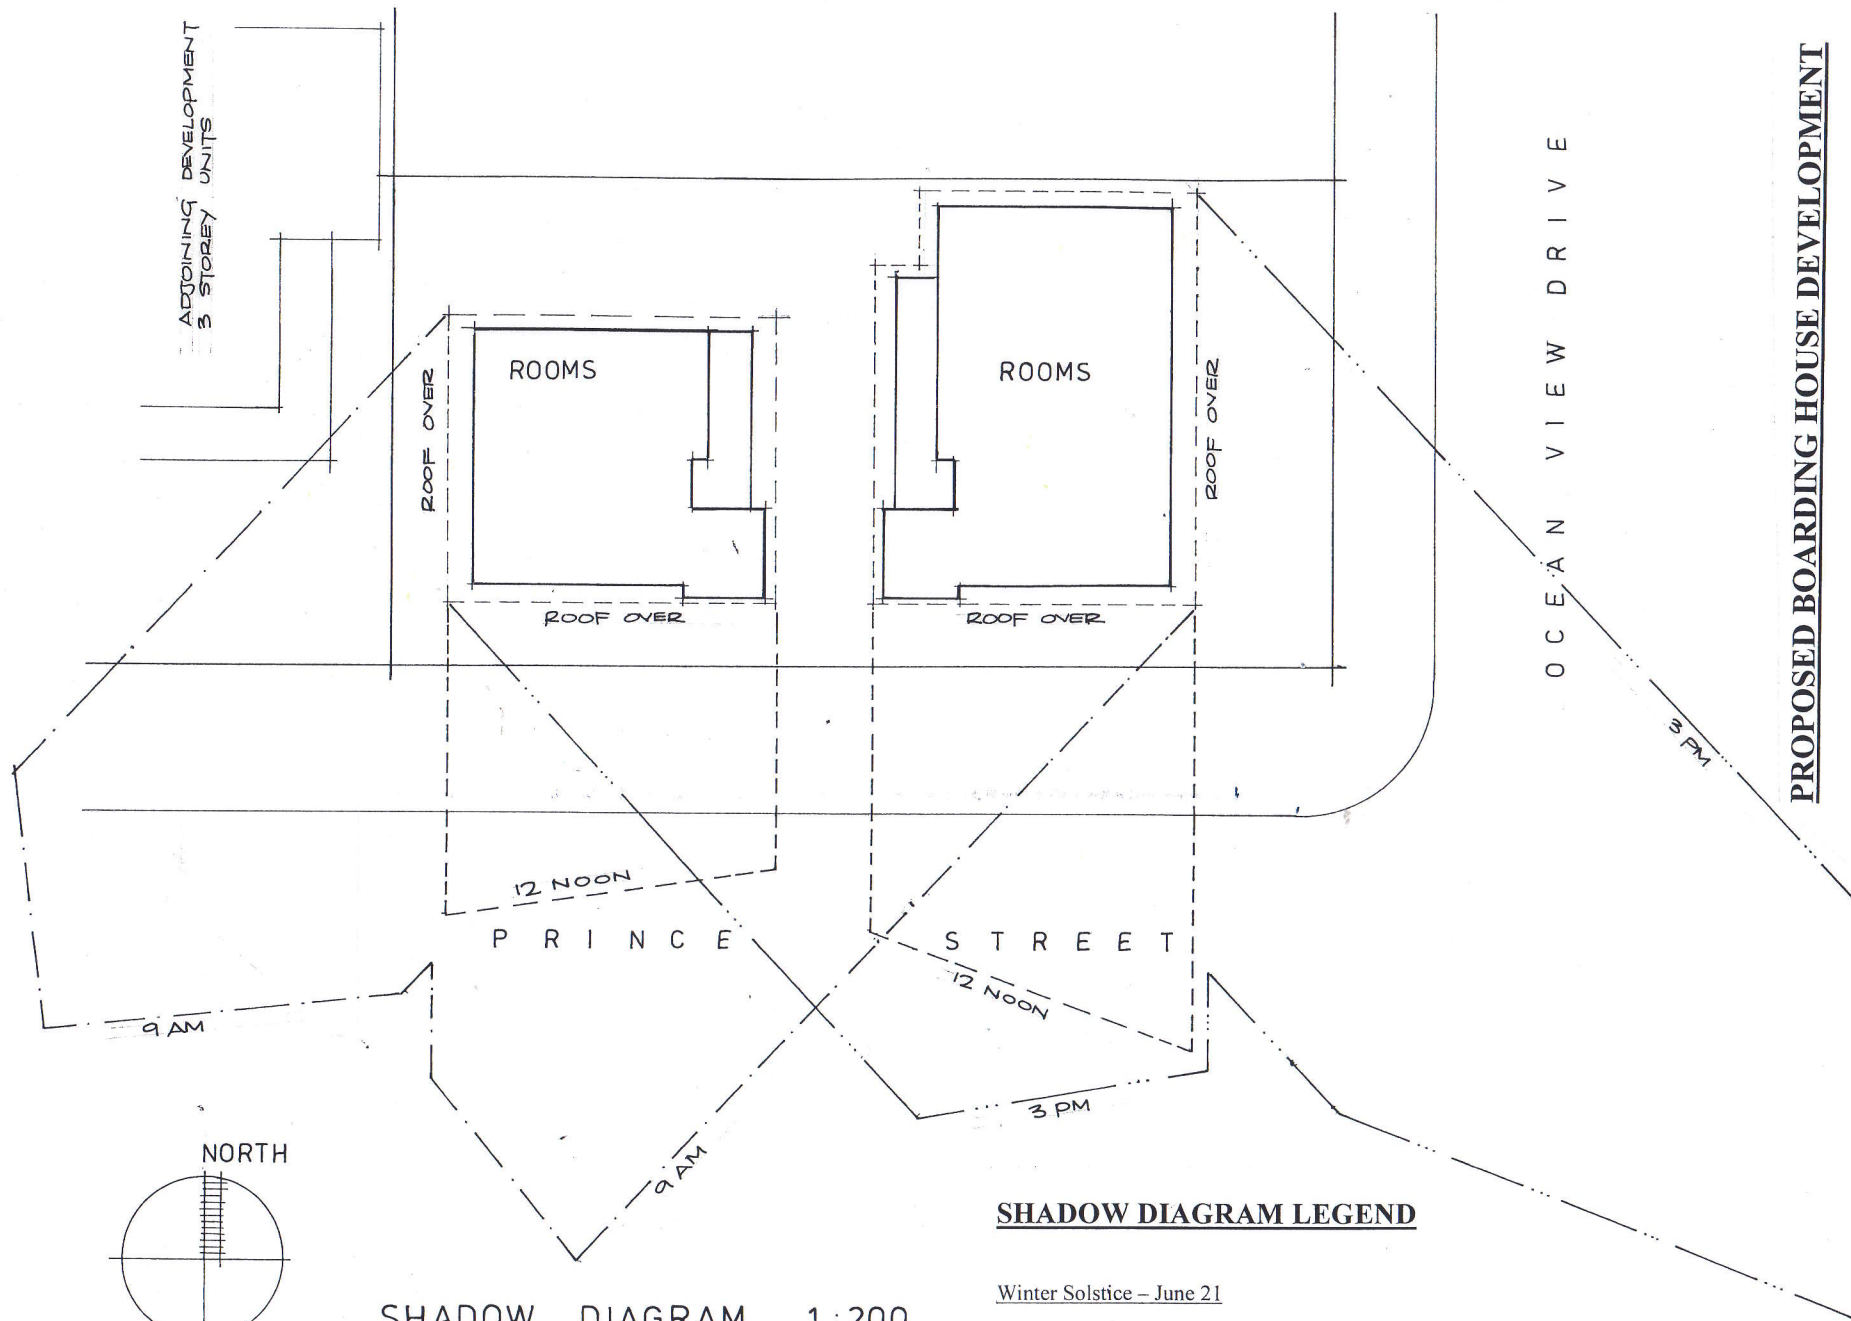 ADJOINING DEVELOPMENT
3 STOREY UNITS
ROOMS
ROOMS
ROOF OVER
ROOF OVER
ROOF OVER
ROOF OVER
OCEAN VIEW DRIVE
PROPOSED BOARDING HOUSE DEVELOPMENT
3 PM
12 NOON
PRINCE STREET
12 NOON
9 AM
3 PM
9 AM
NORTH
SHADOW DIAGRAM LEGEND
Winter Solstice – June 21
SHADOW DIAGRAM 1:200